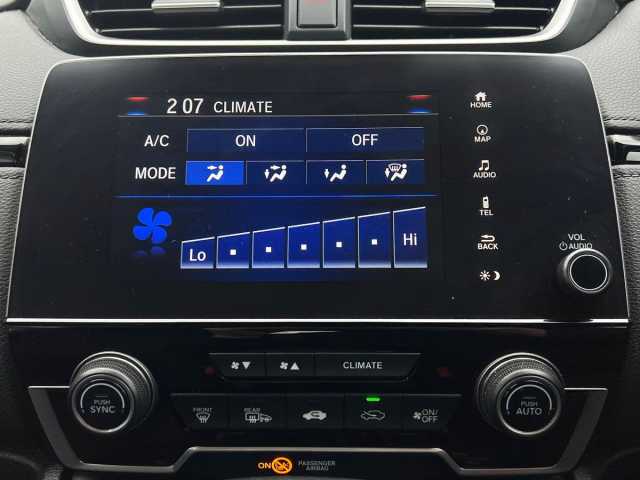 2 07 CLIMATE
HOME
A/C ON OFF
MAP
MODE
AUDIO
TEL
Lo Hi
BACK
VOL
AUDIO
CLIMATE
PUSH
SYNC
FRONT
REAR
ON/
OFF
PUSH
AUTO
ON OFF PASSENGER
AIRBAG